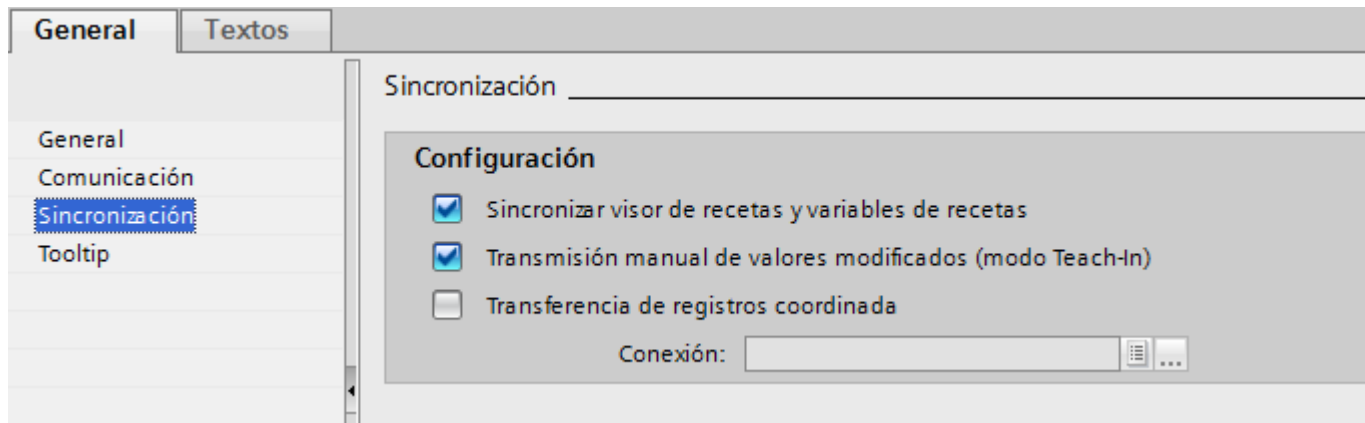 General Textos
Sincronización
General
Comunicación
Sincronización
Tooltip
Configuración
Sincronizar visor de recetas y variables de recetas
Transmisión manual de valores modificados (modo Teach-In)
Transferencia de registros coordinada
Conexión:
...